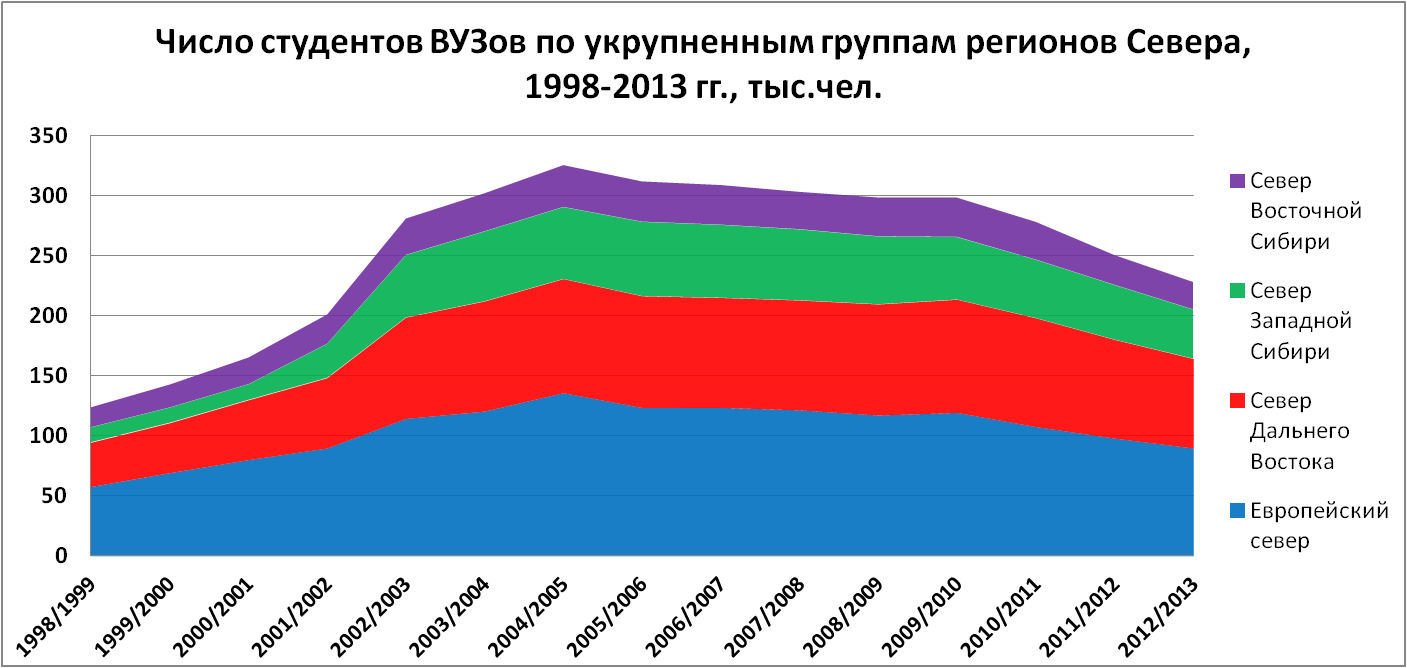 Число студентов ВУЗов по укрупненным группам регионов Севера,
1998-2013 гг., тыс.чел.
350
300
250
200
150
100
50
0
1998/1999
1999/2000
2000/2001
2001/2002
2002/2003
2003/2004
2004/2005
2005/2006
2006/2007
2007/2008
2008/2009
2009/2010
2010/2011
2011/2012
2012/2013
Север
Восточной
Сибири
Север
Западной
Сибири
Север
Дальнего
Востока
Европейский
север